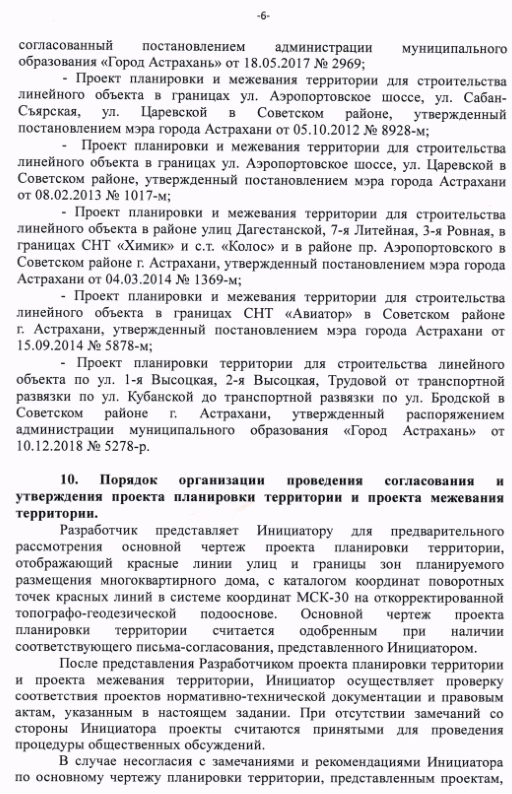 -6-
согласованный постановлением администрации муниципального
образования «Город Астрахань» от 18.05.2017 № 2969;
- Проект планировки и межевания территории для строительства
линейного объекта в границах ул. Аэропортовское шоссе, ул. Сабан-
Съярская, ул. Царевской в Советском районе, утвержденный
постановлением мэра города Астрахани от 05.10.2012 № 8928-м;
- Проект планировки и межевания территории для строительства
линейного объекта в границах ул. Аэропортовское шоссе, ул. Царевской в
Советском районе, утвержденный постановлением мэра города Астрахани
от 08.02.2013 № 1017-м;
- Проект планировки и межевания территории для строительства
линейного объекта в районе улиц Дагестанской, 7-я Литейная, 3-я Ровная, в
границах СНТ «Химик» и с.т. «Колос» и в районе пр. Аэропортовского в
Советском районе г. Астрахани, утвержденный постановлением мэра города
Астрахани от 04.03.2014 № 1369-м;
- Проект планировки и межевания территории для строительства
линейного объекта в границах СНТ «Авиатор» в Советском районе
г. Астрахани, утвержденный постановлением мэра города Астрахани от
15.09.2014 № 5878-м;
- Проект планировки территории для строительства линейного
объекта по ул. 1-я Высоцкая, 2-я Высоцкая, Трудовой от транспортной
развязки по ул. Кубанской до транспортной развязки по ул. Бродской в
Советском районе г. Астрахани, утвержденный распоряжением
администрации муниципального образования «Город Астрахань» от
10.12.2018 № 5278-р.
10. Порядок организации проведения согласования и
утверждения проекта планировки территории и проекта межевания
территории.
Разработчик представляет Инициатору для предварительного
рассмотрения основной чертеж проекта планировки территории,
отображающий красные линии улиц и границы зон планируемого
размещения многоквартирного дома, с каталогом координат поворотных
точек красных линий в системе координат МСК-30 на откорректированной
топографо-геодезической подооснове. Основной чертеж проекта
планировки территории считается одобренным при наличии
соответствующего письма-согласования, представленного Инициатором.
После представления Разработчиком проекта планировки территории
и проекта межевания территории, Инициатор осуществляет проверку
соответствия проектов нормативно-технической документации и правовым
актам, указанным в настоящем задании. При отсутствии замечаний со
стороны Инициатора проекты считаются принятыми для проведения
процедуры общественных обсуждений.
В случае несогласия с замечаниями и рекомендациями Инициатора
по основному чертежу планировки территории, представленным проектам,